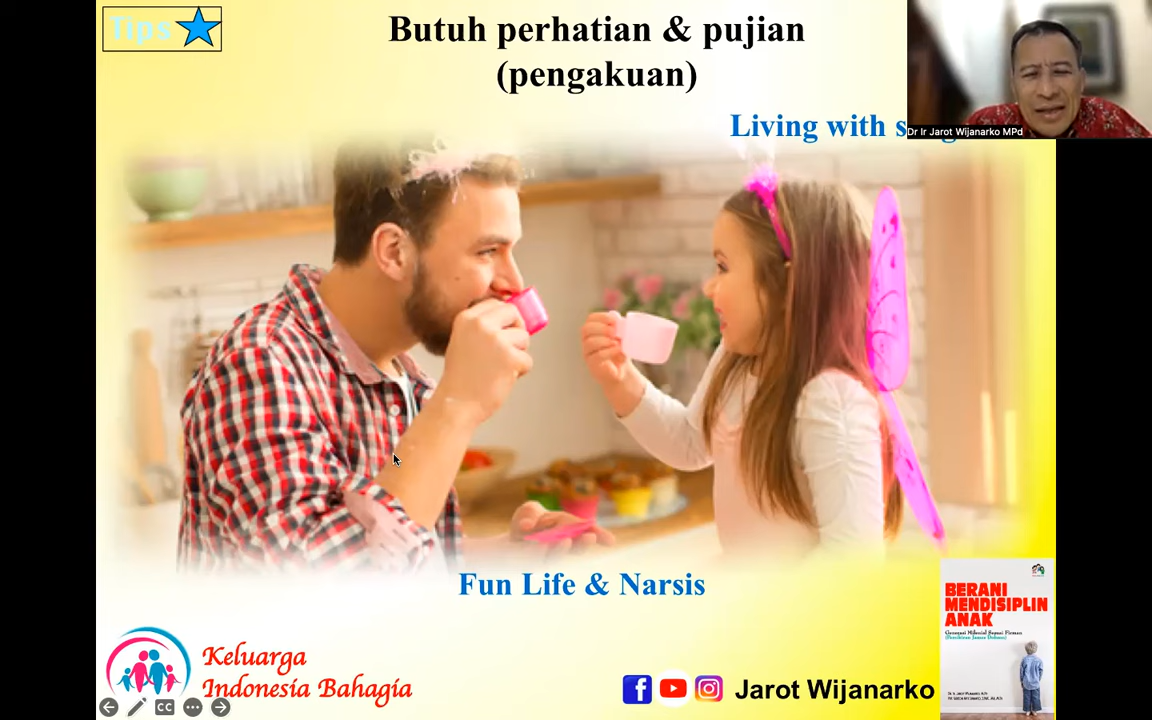 Tips
Butuh perhatian & pujian
(pengakuan)
Living with
Dr Ir Jarot Wijanarko MPd
Fun Life & Narsis
Keluarga
Indonesia Bahagia
Jarot Wijanarko
BERANI
MENDISIPLIN
ANAK
CC